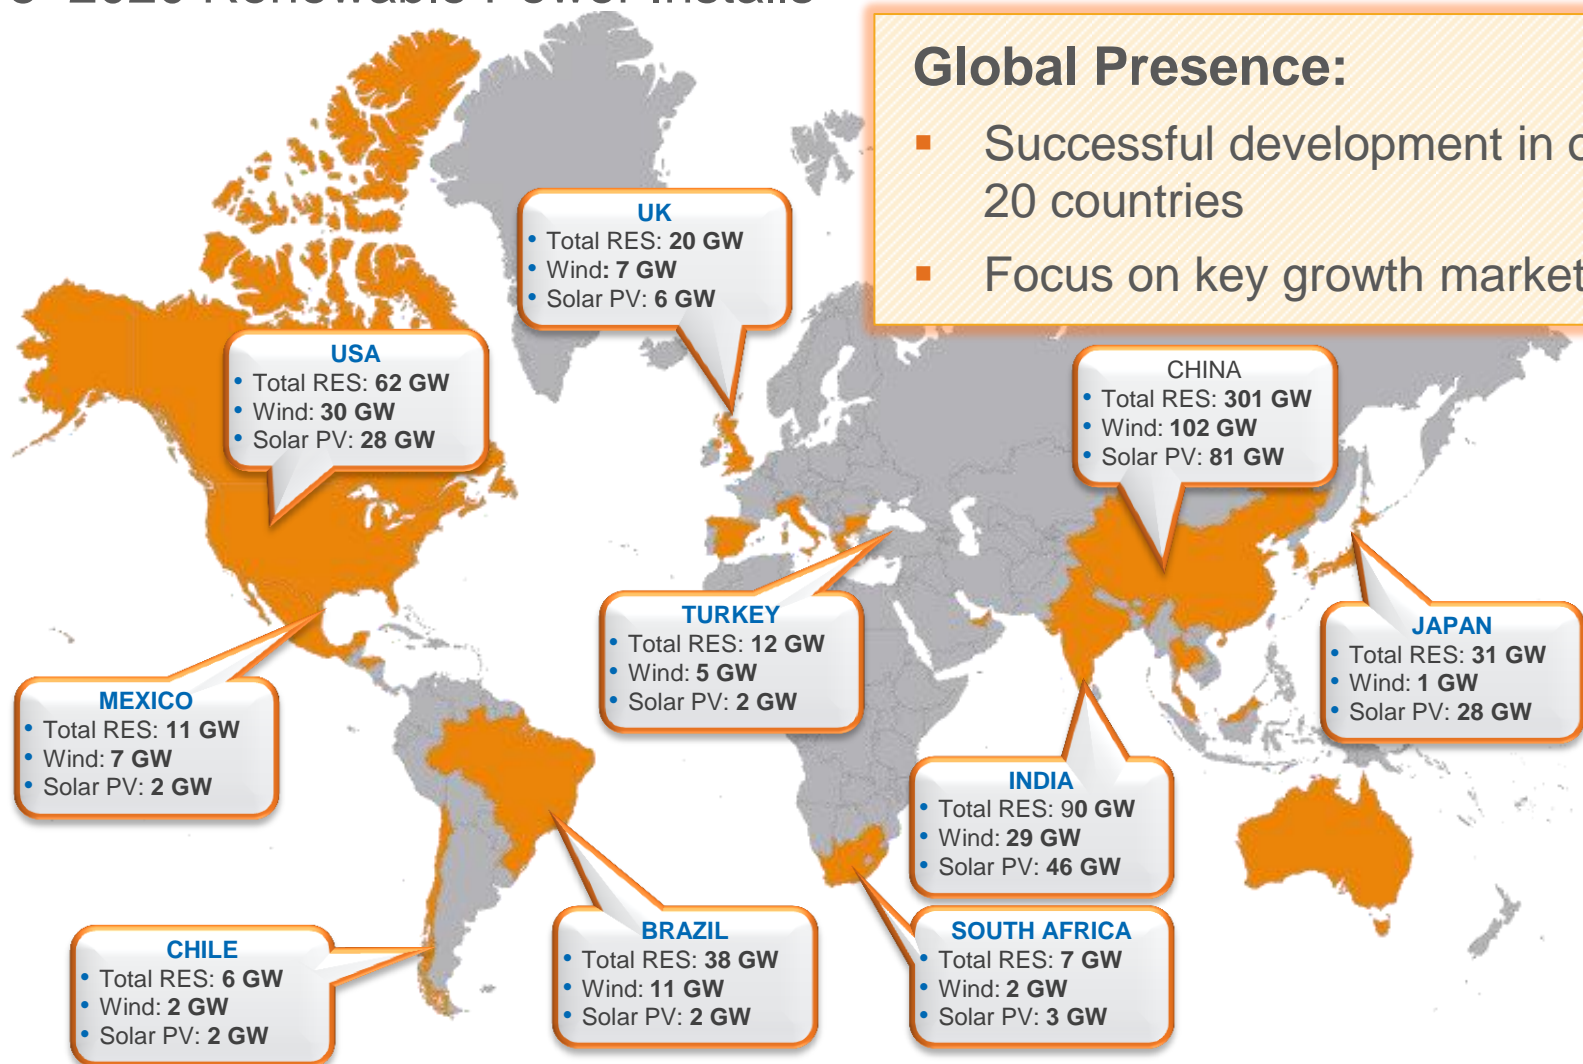 2020 Renewable Power Installs
Global Presence:
Successful development in
20 countries
Focus on key growth market
UK
• Total RES: 20 GW
• Wind: 7 GW
• Solar PV: 6 GW
USA
• Total RES: 62 GW
• Wind: 30 GW
• Solar PV: 28 GW
CHINA
• Total RES: 301 GW
• Wind: 102 GW
• Solar PV: 81 GW
TURKEY
• Total RES: 12 GW
• Wind: 5 GW
• Solar PV: 2 GW
JAPAN
• Total RES: 31 GW
• Wind: 1 GW
• Solar PV: 28 GW
MEXICO
• Total RES: 11 GW
• Wind: 7 GW
• Solar PV: 2 GW
INDIA
• Total RES: 90 GW
• Wind: 29 GW
• Solar PV: 46 GW
CHILE
• Total RES: 6 GW
• Wind: 2 GW
• Solar PV: 2 GW
BRAZIL
• Total RES: 38 GW
• Wind: 11 GW
• Solar PV: 2 GW
SOUTH AFRICA
• Total RES: 7 GW
• Wind: 2 GW
• Solar PV: 3 GW